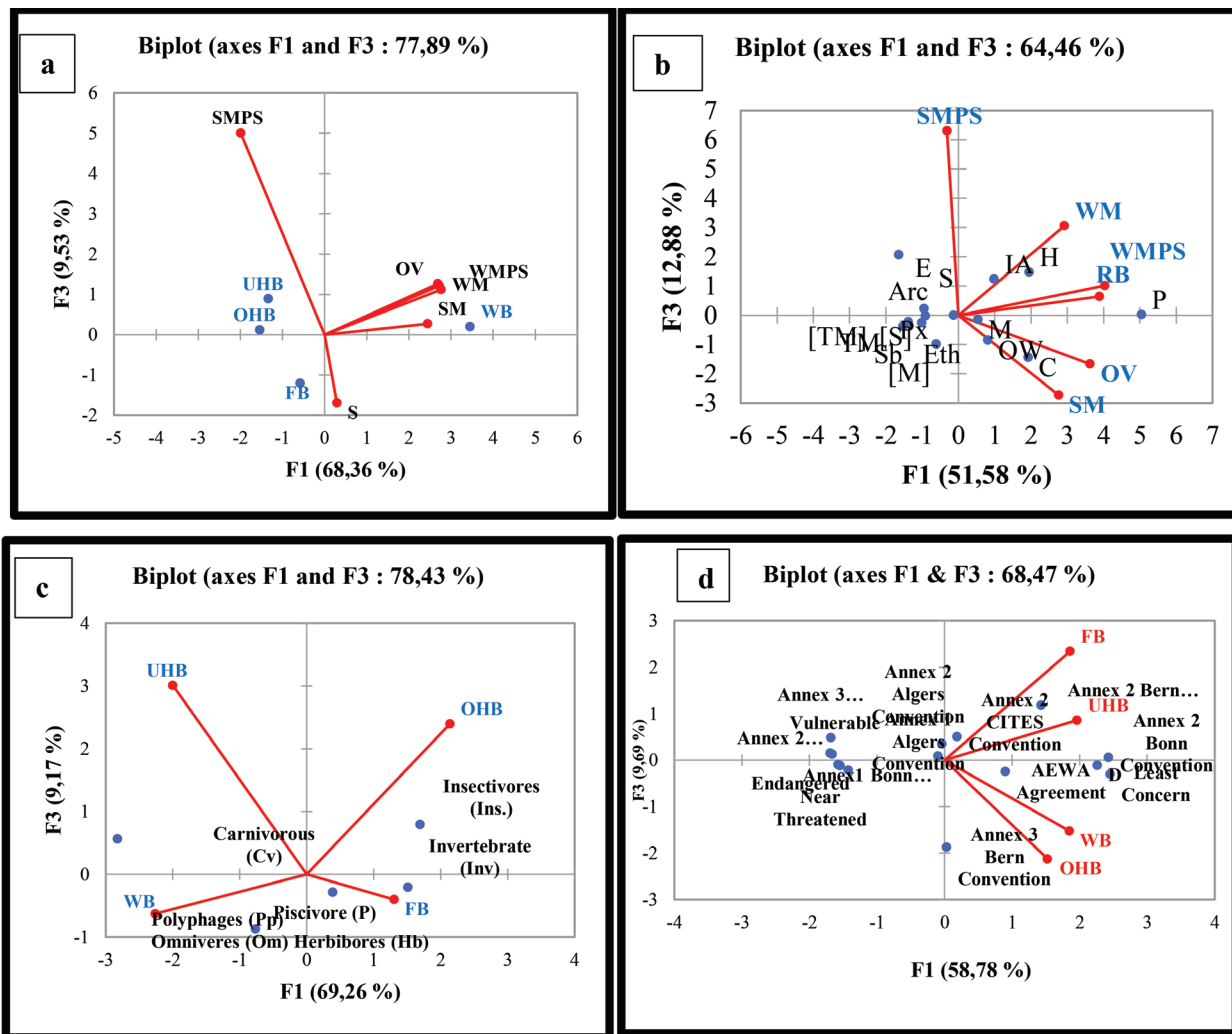 a
Biplot (axes F1 and F3 : 77,89 %)
6
5
4
3
2
1
0
-1
-2
F3 (9,53 %)
SMPS
UHB
OHB
FB
S
OV
WMPS
WM
SM
WB
-5 -4 -3 -2 -1 0 1 2 3 4 5 6
F1 (68,36 %)
b
Biplot (axes F1 and F3 : 64,46 %)
7
6
5
4
3
2
1
0
-1
-2
-3
F3 (12,88 %)
SMPS
WM
WMPS
RB
IA H
E
S
Arc
P
[TM]
TM
[S]
Px
Sb
Eth
[M]
M
OW
C
OV
SM
-6 -5 -4 -3 -2 -1 0 1 2 3 4 5 6 7
F1 (51,58 %)
c
Biplot (axes F1 and F3 : 78,43 %)
4
3
2
1
0
-1
F3 (9,17 %)
UHB
OHB
Insectivores
(Ins.)
Carnivorous
(Cv)
Invertebrate
(Inv)
WB
FB
Polyphages (Pp)
Piscivore (P)
Omniveres (Om) Herbibores (Hb)
-3 -2 -1 0 1 2 3 4
F1 (69,26 %)
d
Biplot (axes F1 & F3 : 68,47 %)
3
2
1
0
-1
-2
-3
F3 (9,69 %)
FB
Annex 2
Algers
Convention
Annex 3...
Annex 2
CITES
Convention
Annex 2 Bern...
UHB
Vulnerable
Annex 1
Algers
Convention
Annex 2
Bonn
Convention
Annex 2...
Annex1 Bonn...
Endangered
Near
Threatened
AEWA
Agreement
D
Least
Concern
WB
Annex 3
Bern
Convention
OHB
-4 -3 -2 -1 0 1 2 3 4
F1 (58,78 %)